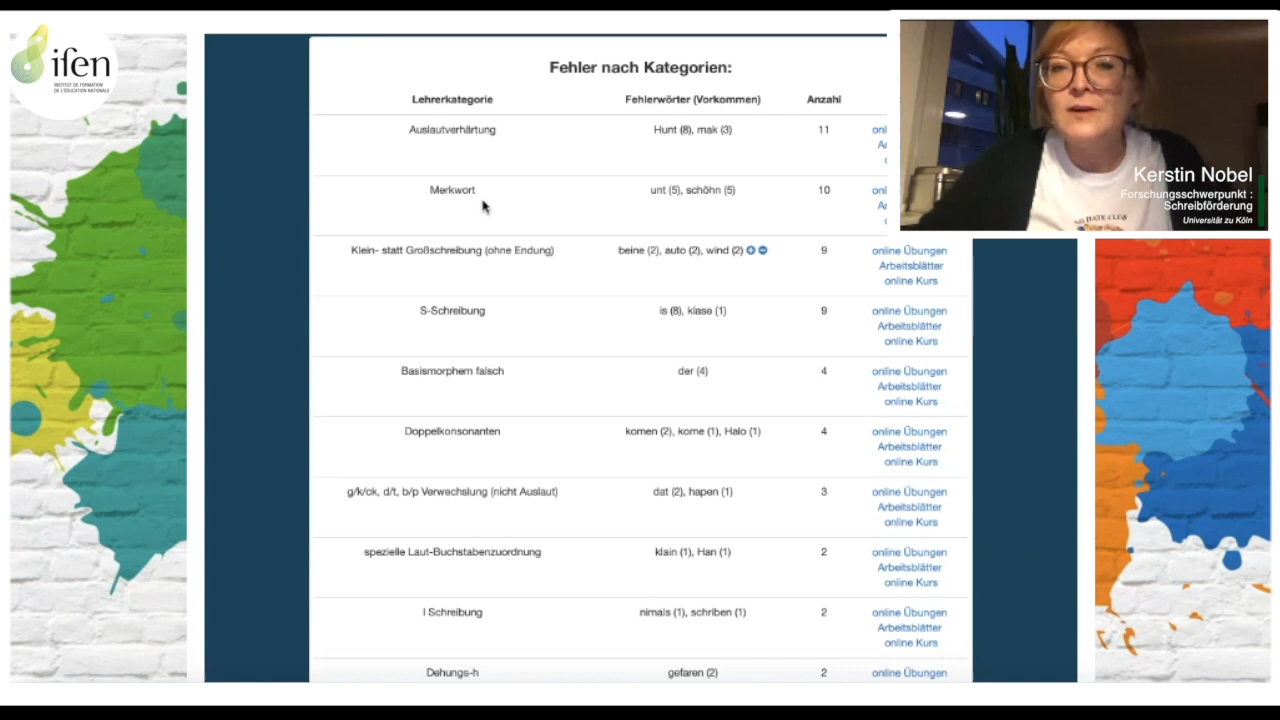 ifen
INSTITUT DE FORMATION
DE L'ÉDUCATION NATIONALE
Fehler nach Kategorien:
Lehrerkategorie Fehlerwörter (Vorkommen) Anzahl
Auslautverhärtung Hunt (8), mak (3) 11
Merkwort unt (5), schöhn (5) 10
Klein- statt Großschreibung (ohne Endung) beine (2), auto (2), wind (2) 9 online Übungen
Arbeitsblätter
online Kurs
S-Schreibung is (8), klase (1) 9 online Übungen
Arbeitsblätter
online Kurs
Basismorphem falsch der (4) 4 online Übungen
Arbeitsblätter
online Kurs
Doppelkonsonanten komen (2), kome (1), Halo (1) 4 online Übungen
Arbeitsblätter
online Kurs
g/k/ck, d/t, b/p Verwechslung (nicht Auslaut) dat (2), hapen (1) 3 online Übungen
Arbeitsblätter
online Kurs
spezielle Laut-Buchstabenzuordnung klain (1), Han (1) 2 online Übungen
Arbeitsblätter
online Kurs
I Schreibung nimals (1), schriben (1) 2 online Übungen
Arbeitsblätter
online Kurs
Dehungs-h gefaren (2) 2 online Übungen
Kerstin Nobel
Forschungsschwerpunkt :
Schreibförderung
Universität zu Köln